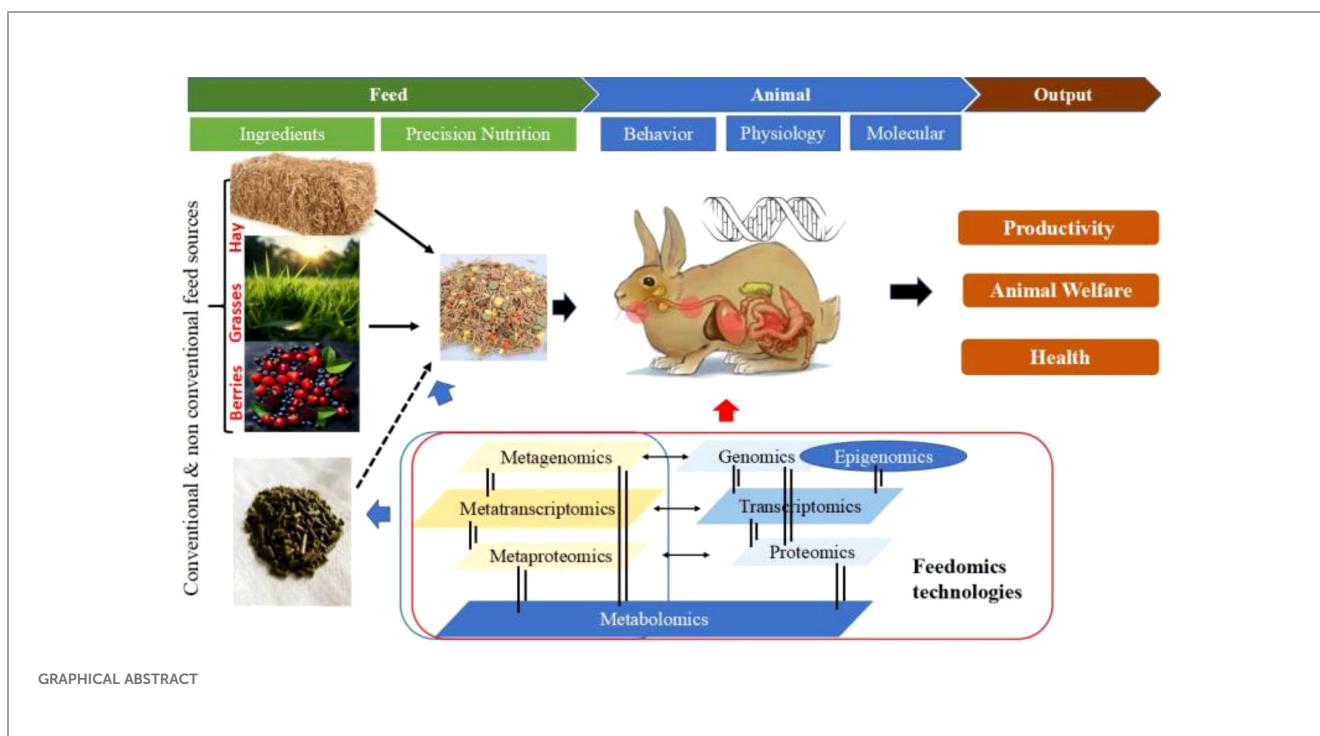 Feed
Animal
Output
Ingredients
Precision Nutrition
Behavior
Physiology
Molecular
Conventional & non conventional feed sources
Hay
Grasses
Berries
Productivity
Animal Welfare
Health
Metagenomics
Genomics
Epigenomics
Metatranscriptomics
Transcriptomics
Metaproteomics
Proteomics
Metabolomics
Feedomics
technologies
GRAPHICAL ABSTRACT